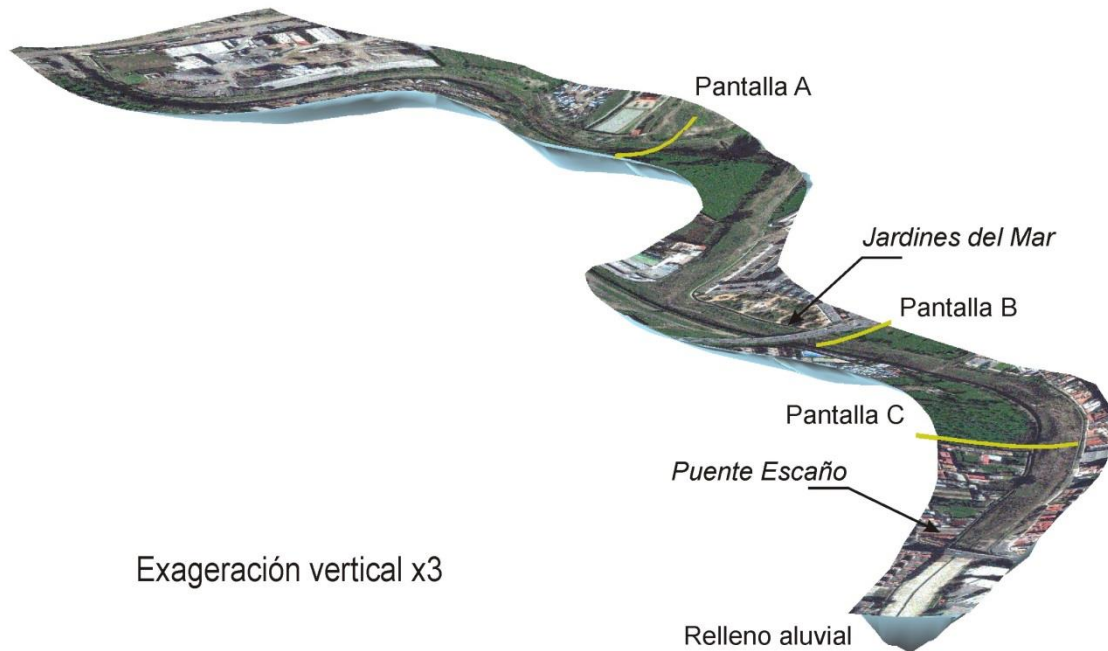 Pantalla A
Jardines del Mar
Pantalla B
Pantalla C
Puente Escaño
Exageración vertical x3
Relleno aluvial